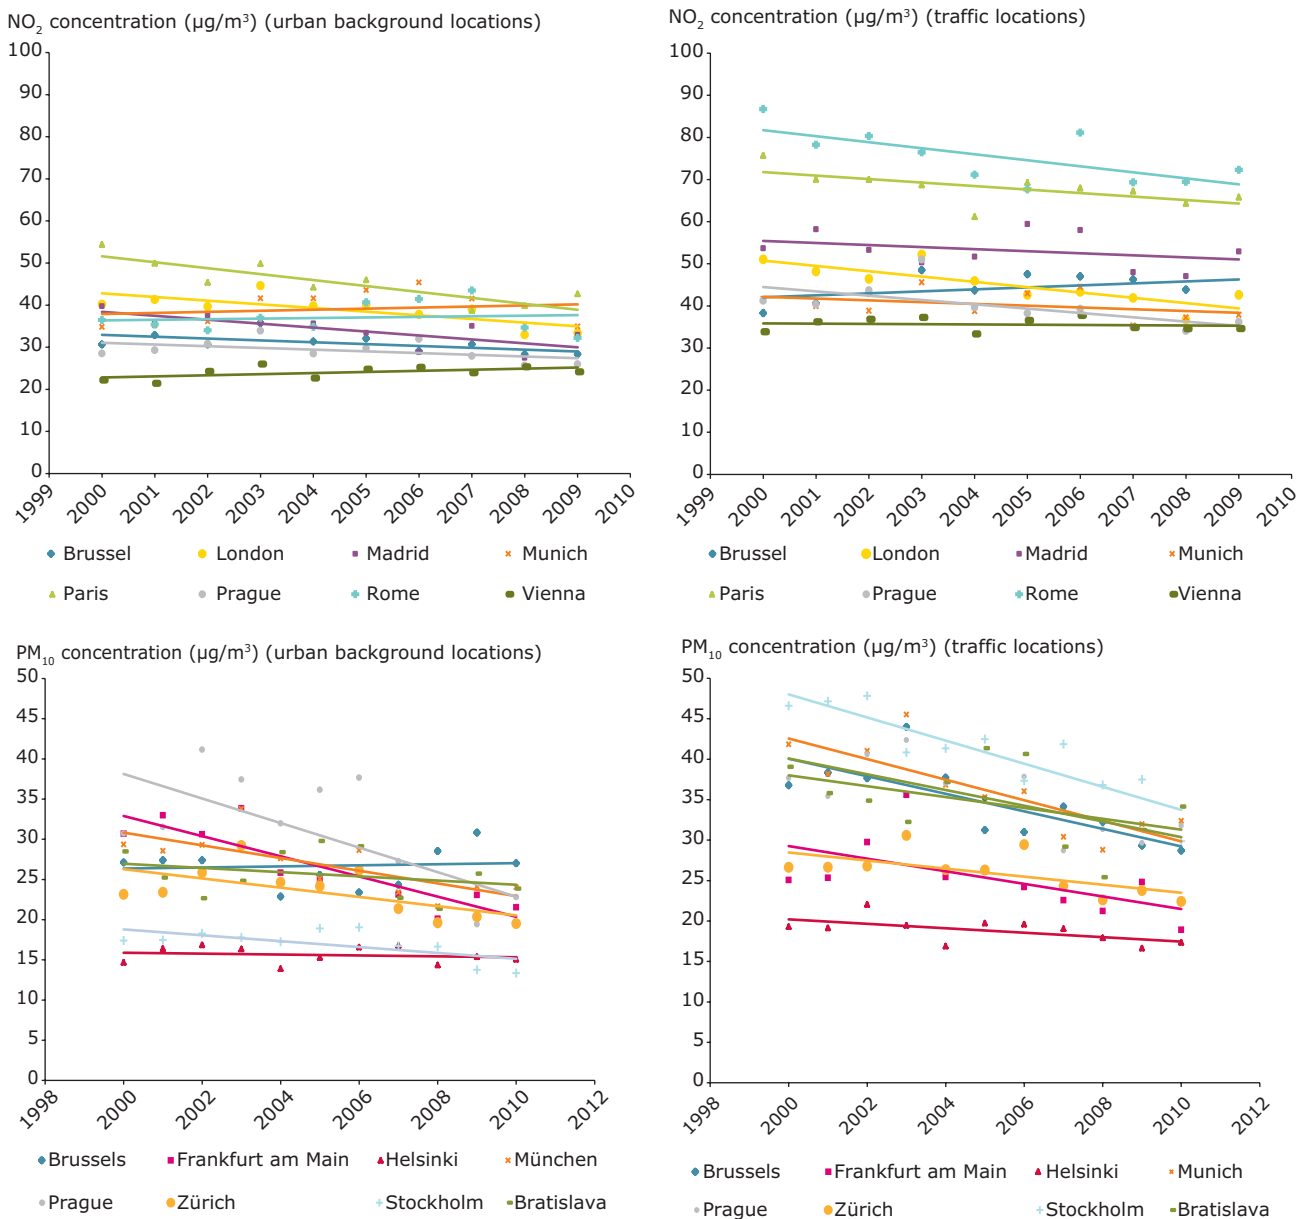 NO2 concentration (µg/m³) (urban background locations)
100
90
80
70
60
50
40
30
20
10
0
1999 2000 2001 2002 2003 2004 2005 2006 2007 2008 2009 2010
Brussel London Madrid Munich
Paris Prague Rome Vienna
NO2 concentration (µg/m³) (traffic locations)
100
90
80
70
60
50
40
30
20
10
0
1999 2000 2001 2002 2003 2004 2005 2006 2007 2008 2009 2010
Brussel London Madrid Munich
Paris Prague Rome Vienna
PM10 concentration (µg/m³) (urban background locations)
50
45
40
35
30
25
20
15
10
5
0
1998 2000 2002 2004 2006 2008 2010 2012
Brussels Frankfurt am Main Helsinki München
Prague Zürich Stockholm Bratislava
PM10 concentration (µg/m³) (traffic locations)
50
45
40
35
30
25
20
15
10
5
0
1998 2000 2002 2004 2006 2008 2010 2012
Brussels Frankfurt am Main Helsinki Munich
Prague Zürich Stockholm Bratislava